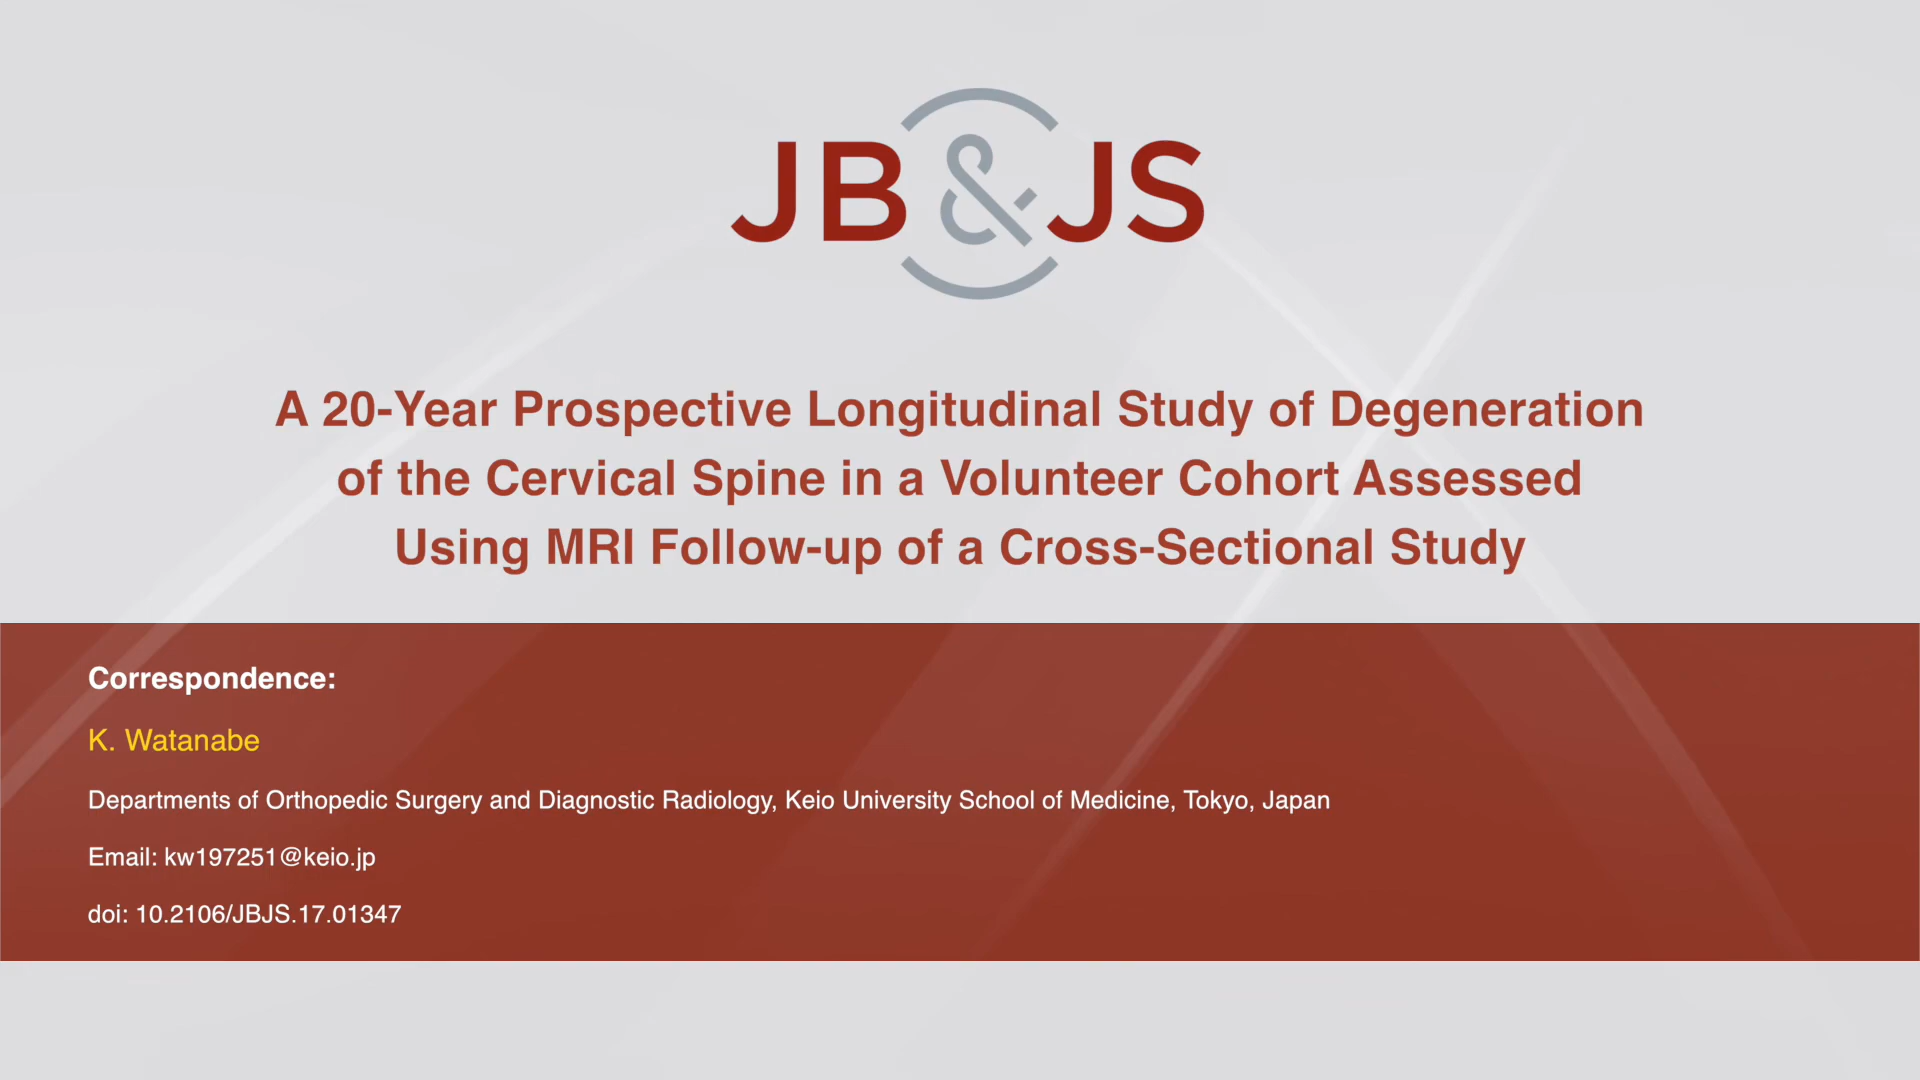 JB&JS
A 20-Year Prospective Longitudinal Study of Degeneration
of the Cervical Spine in a Volunteer Cohort Assessed
Using MRI Follow-up of a Cross-Sectional Study
Correspondence:
K. Watanabe
Departments of Orthopedic Surgery and Diagnostic Radiology, Keio University School of Medicine, Tokyo, Japan
Email: kw197251@keio.jp
doi: 10.2106/JBJS.17.01347